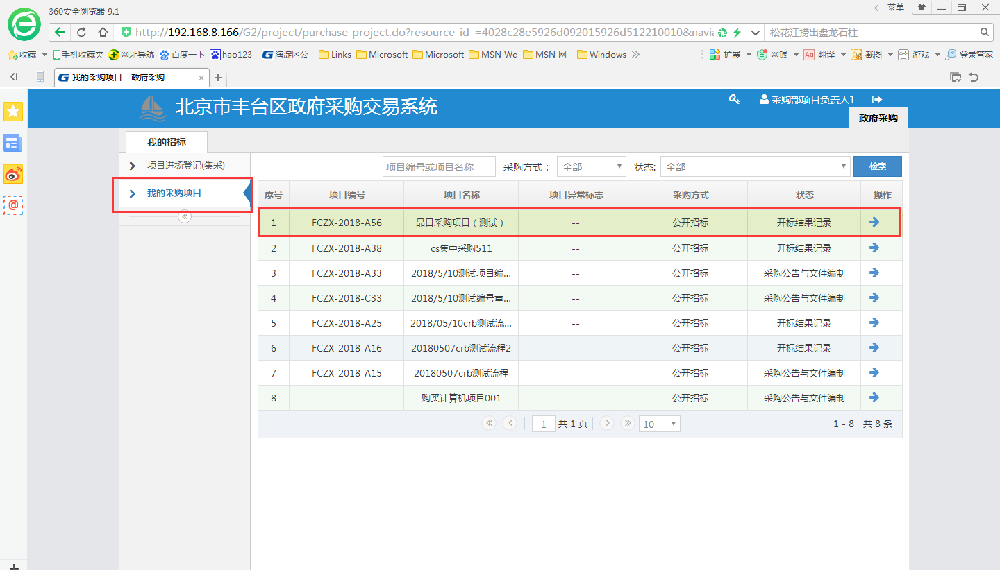 360安全浏览器 9.1
菜单
http://192.168.8.166/G2/project/purchase-project.do?resource_id_=4028c28e5926d092015926d512210010&navi
松花江捞出盘龙石柱
收藏 手机收藏夹 网址导航 百度一下 hao123 海淀区公 Links Microsoft Microsoft MSN We MSN 网 Windows 扩展 网银 Aa 翻译 截图 游戏 登录管家
我的采购项目 - 政府采购
北京市丰台区政府采购交易系统
采购部项目负责人1
政府采购
我的招标
项目进场登记(集采)
我的采购项目
项目编号或项目名称 采购方式： 全部 状态: 全部 检索
序号 项目编号 项目名称 项目异常标志 采购方式 状态 操作
1 FCZX-2018-A56 品目采购项目（测试） -- 公开招标 开标结果记录
2 FCZX-2018-A38 cs集中采购511 -- 公开招标 开标结果记录
3 FCZX-2018-A33 2018/5/10测试项目编... -- 公开招标 采购公告与文件编制
4 FCZX-2018-C33 2018/5/10测试编号重... -- 公开招标 采购公告与文件编制
5 FCZX-2018-A25 2018/05/10crb测试流... -- 公开招标 开标结果记录
6 FCZX-2018-A16 20180507crb测试流程2 -- 公开招标 开标结果记录
7 FCZX-2018-A15 20180507crb测试流程 -- 公开招标 采购公告与文件编制
8 购买计算机项目001 -- 公开招标 采购公告与文件编制
1 共 1 页 10 1 - 8 共 8 条